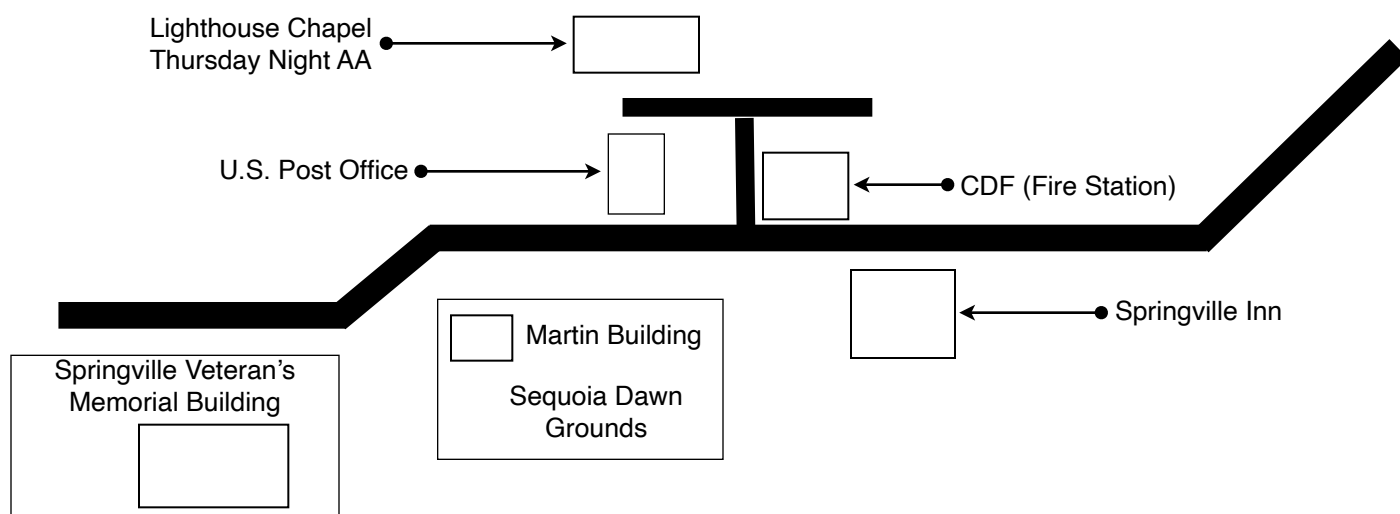 Lighthouse Chapel
Thursday Night AA
U.S. Post Office
CDF (Fire Station)
Springville Inn
Martin Building
Sequoia Dawn
Grounds
Springville Veteran’s
Memorial Building